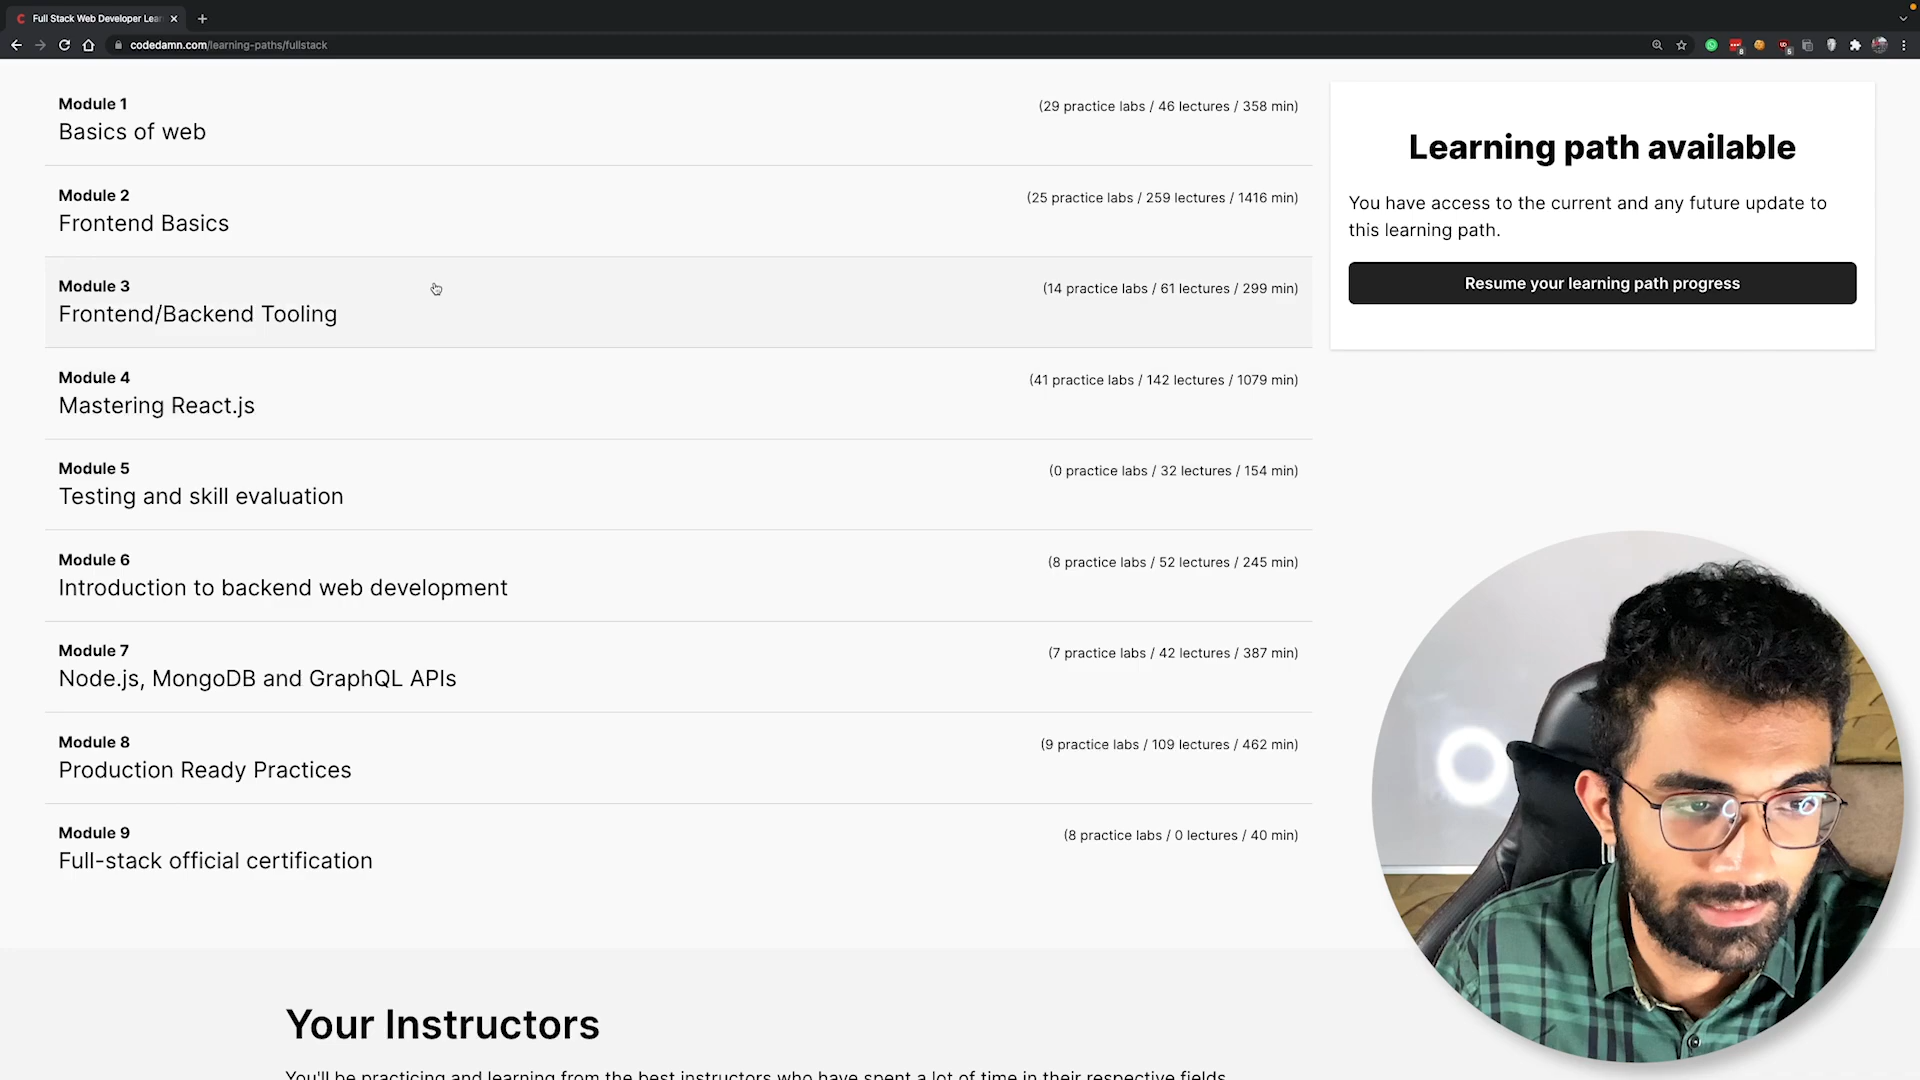 Full Stack Web Developer Lear
codedamn.com/learning-paths/fullstack
Module 1
(29 practice labs / 46 lectures / 358 min)
Basics of web
Module 2
(25 practice labs / 259 lectures / 1416 min)
Frontend Basics
Module 3
(14 practice labs / 61 lectures / 299 min)
Frontend/Backend Tooling
Module 4
(41 practice labs / 142 lectures / 1079 min)
Mastering React.js
Module 5
(0 practice labs / 32 lectures / 154 min)
Testing and skill evaluation
Module 6
(8 practice labs / 52 lectures / 245 min)
Introduction to backend web development
Module 7
(7 practice labs / 42 lectures / 387 min)
Node.js, MongoDB and GraphQL APIs
Module 8
(9 practice labs / 109 lectures / 462 min)
Production Ready Practices
Module 9
(8 practice labs / 0 lectures / 40 min)
Full-stack official certification
Learning path available
You have access to the current and any future update to
this learning path.
Resume your learning path progress
Your Instructors
You'll be practicing and learning from the best instructors who have spent a lot of time in their respective fields